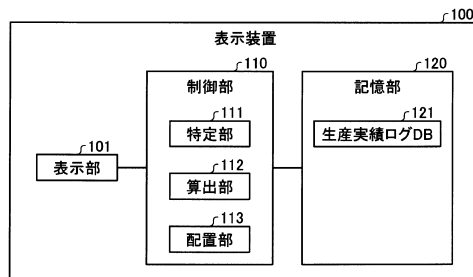 100
表示装置
110
制御部
120
記憶部
111
特定部
121
生産実績ログDB
101
表示部
112
算出部
113
配置部